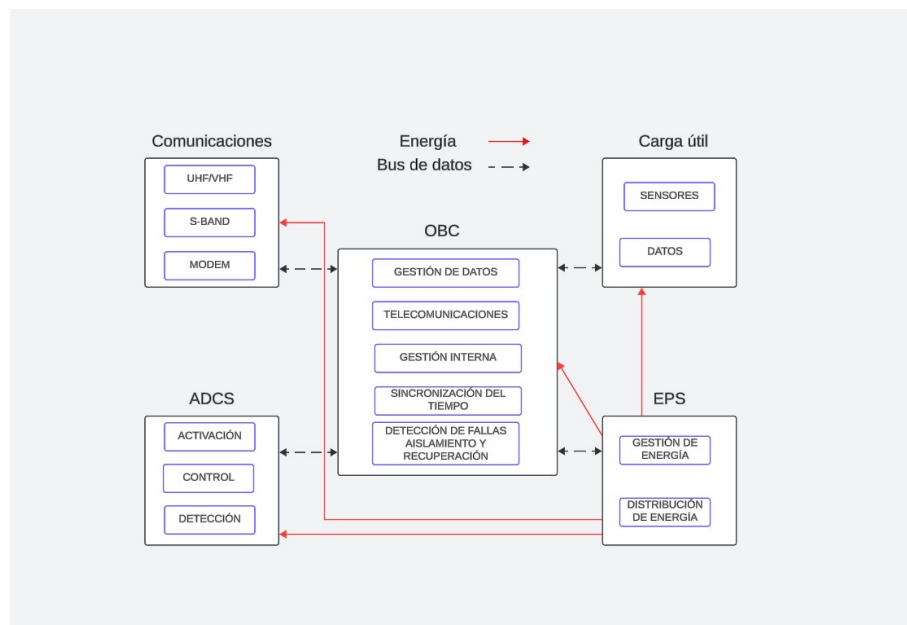 Comunicaciones
UHF/VHF
S-BAND
MODEM
Energía
Bus de datos
Carga útil
SENSORES
DATOS
OBC
GESTIÓN DE DATOS
TELECOMUNICACIONES
GESTIÓN INTERNA
SINCRONIZACIÓN DEL
TIEMPO
DETECCIÓN DE FALLAS
AISLAMIENTO Y
RECUPERACIÓN
ADCS
ACTIVACIÓN
CONTROL
DETECCIÓN
EPS
GESTIÓN DE
ENERGÍA
DISTRIBUCIÓN
DE ENERGÍA